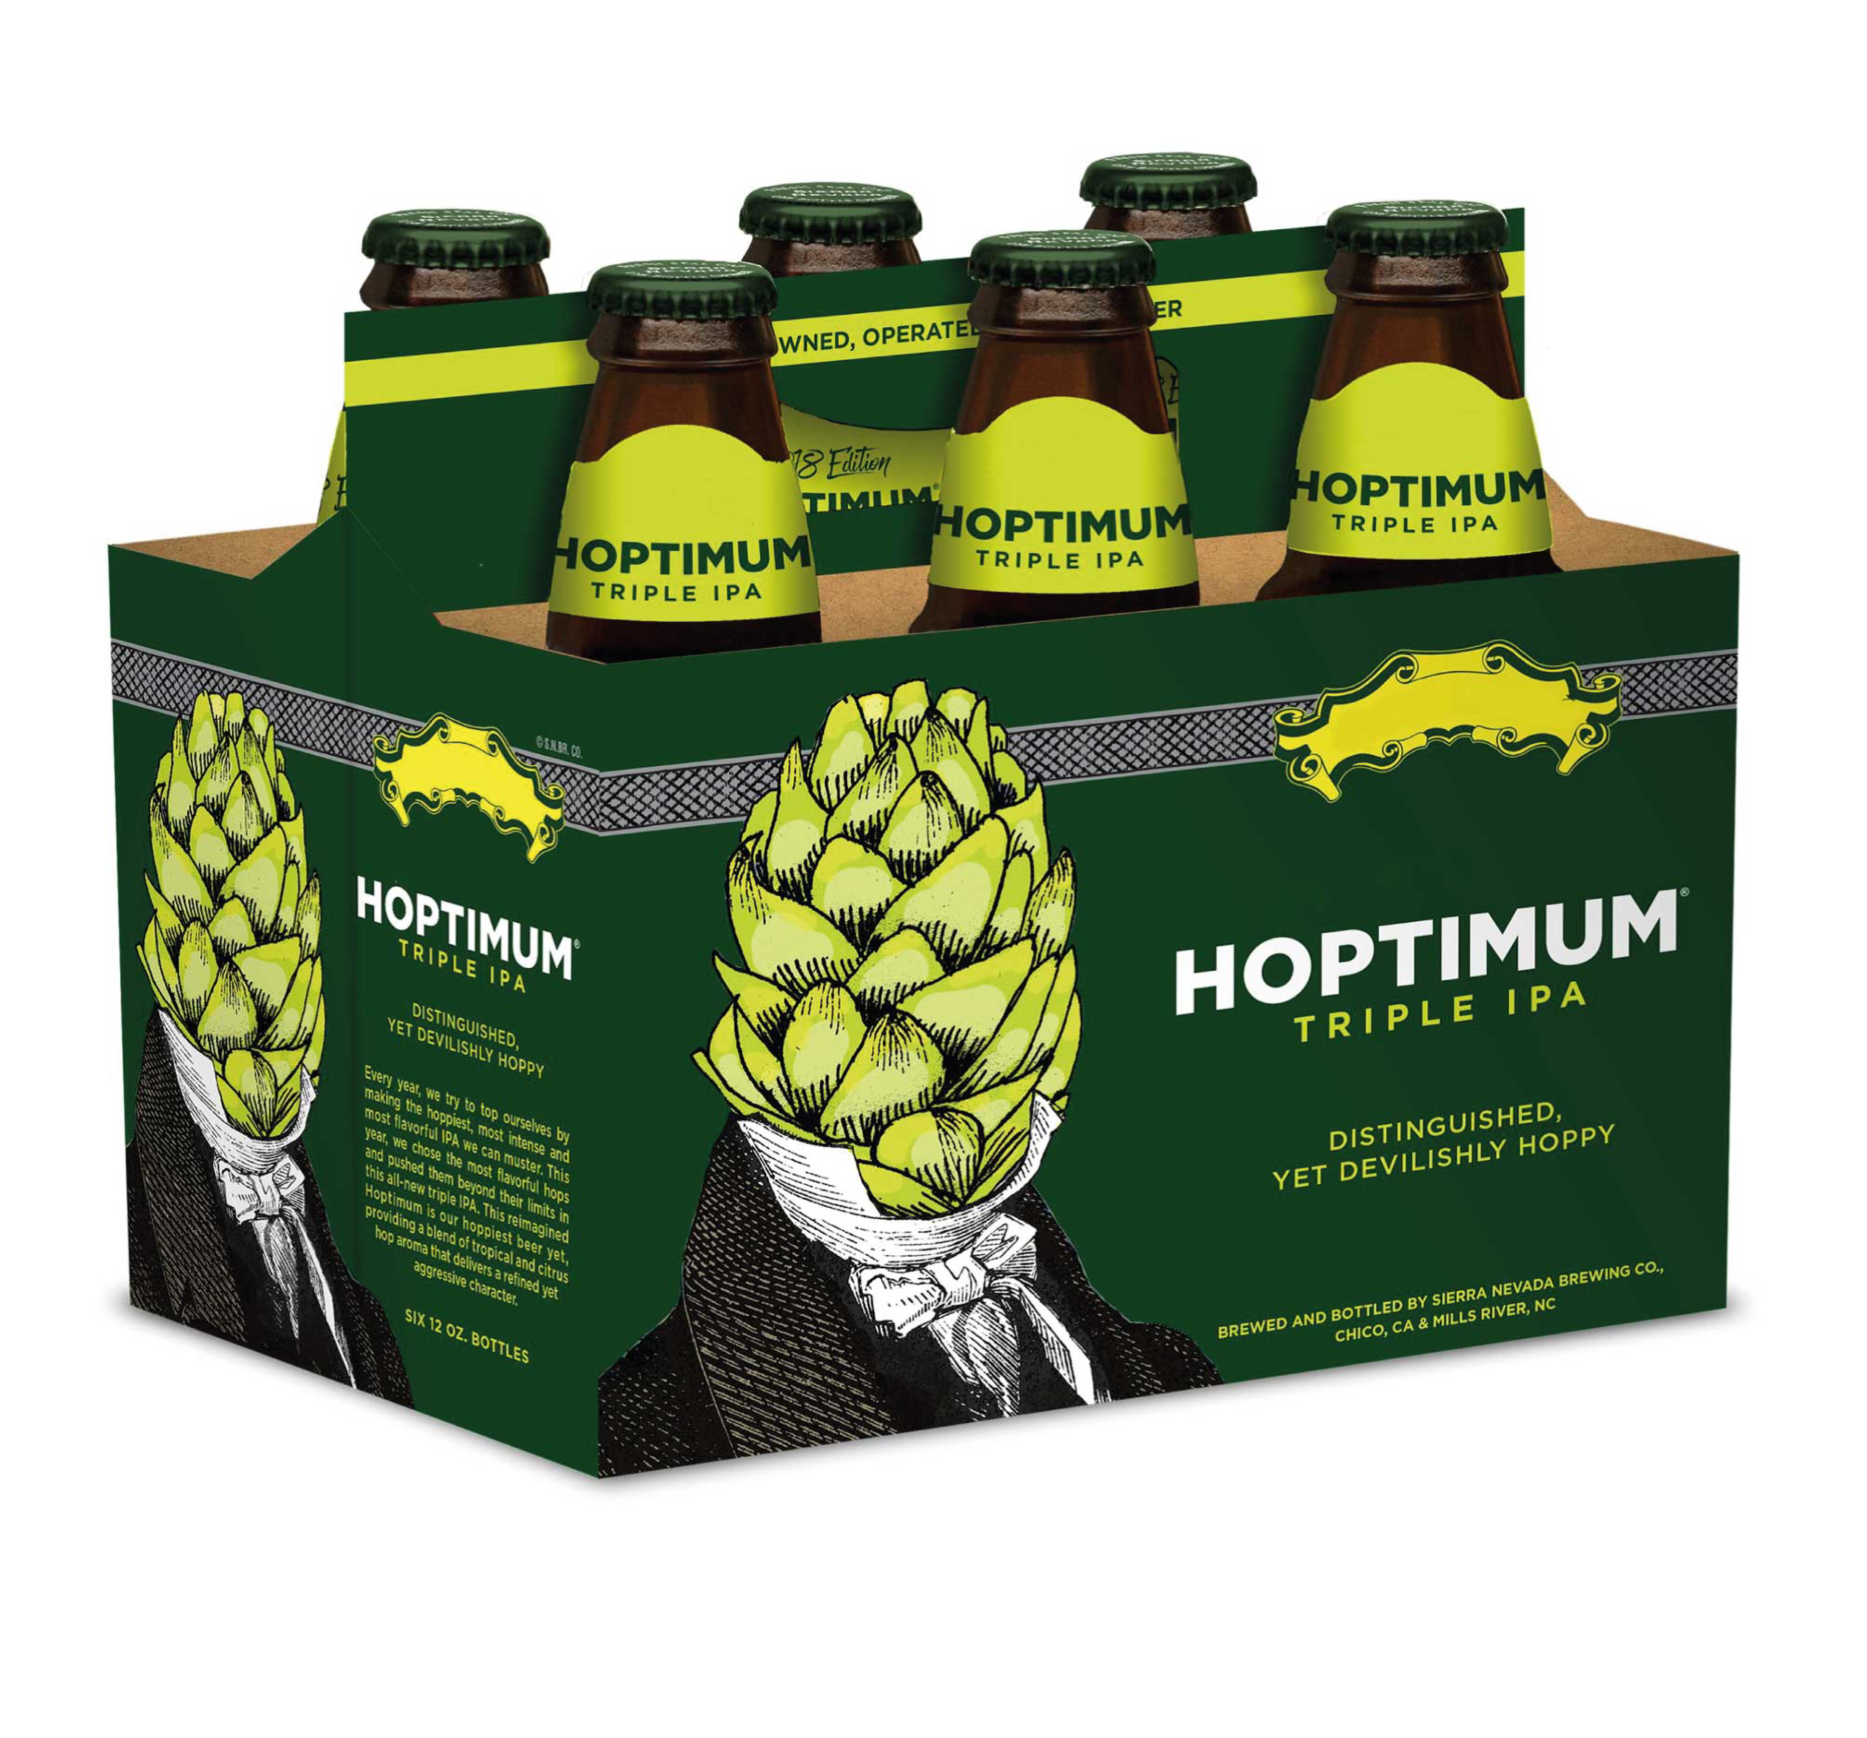 WNED, OPERATE
ER
18 Edition
TIMUM
HOPTIMUM
TRIPLE IPA
HOPTIMUM
TRIPLE IPA
HOPTIMUM
TRIPLE IPA
© S.N.BR. CO.
HOPTIMUM®
TRIPLE IPA
DISTINGUISHED,
YET DEVILISHLY HOPPY
Every year, we try to top ourselves by
making the hoppiest, most intense and
most flavorful IPA we can muster. This
year, we chose the most flavorful hops
and pushed them beyond their limits in
this all-new triple IPA. This reimagined
Hoptimum is our hoppiest beer yet,
providing a blend of tropical and citrus
hop aroma that delivers a refined yet
aggressive character.
SIX 12 OZ. BOTTLES
HOPTIMUM®
TRIPLE IPA
DISTINGUISHED,
YET DEVILISHLY HOPPY
BREWED AND BOTTLED BY SIERRA NEVADA BREWING CO.,
CHICO, CA & MILLS RIVER, NC